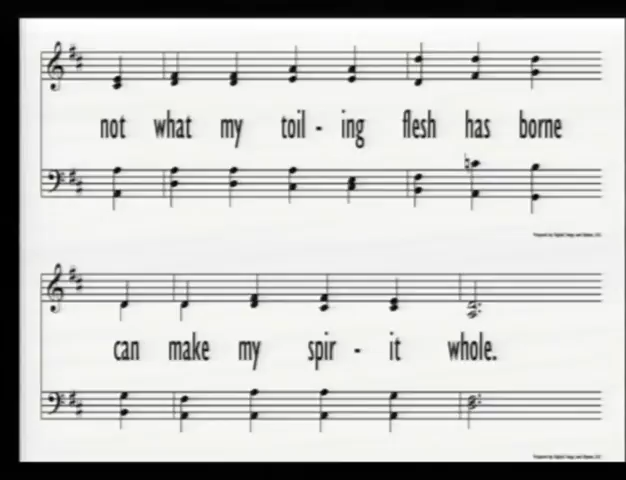 not what my toil - ing flesh has borne
can make my spir - it whole.